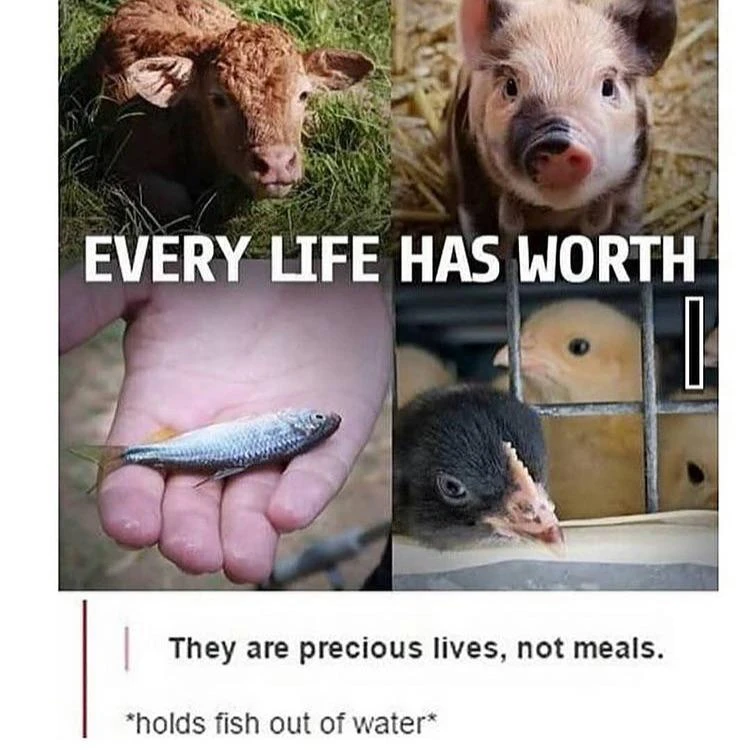 EVERY LIFE HAS WORTH
They are precious lives, not meals.
*holds fish out of water*